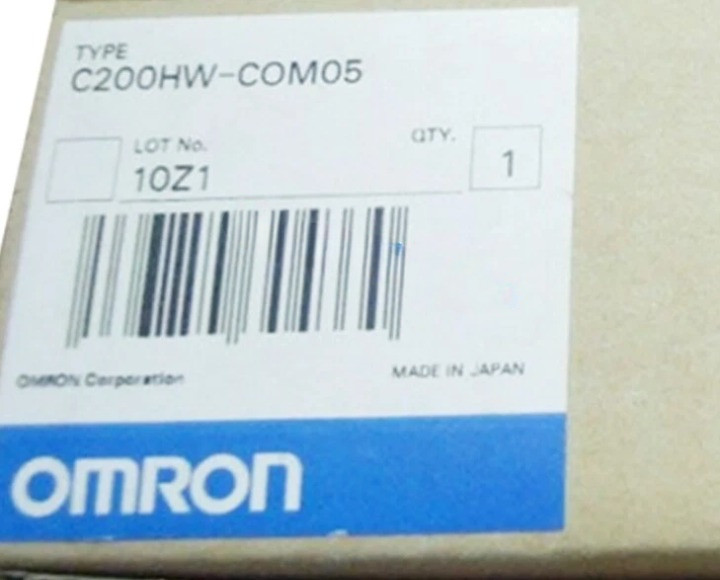 TYPE
C200HW-COM05
LOT No.
QTY.
10Z1
1
OMRON Corporation
MADE IN JAPAN
OMRON